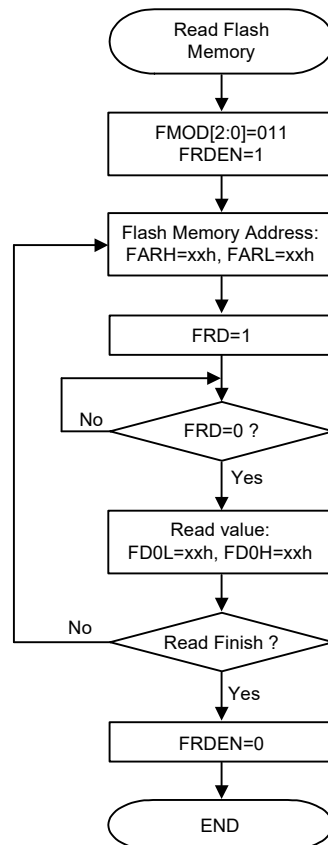 Read Flash
Memory
FMOD[2:0]=011
FRDEN=1
Flash Memory Address:
FARH=xxh, FARL=xxh
FRD=1
No
FRD=0 ?
Yes
Read value:
FD0L=xxh, FD0H=xxh
No
Read Finish ?
Yes
FRDEN=0
END